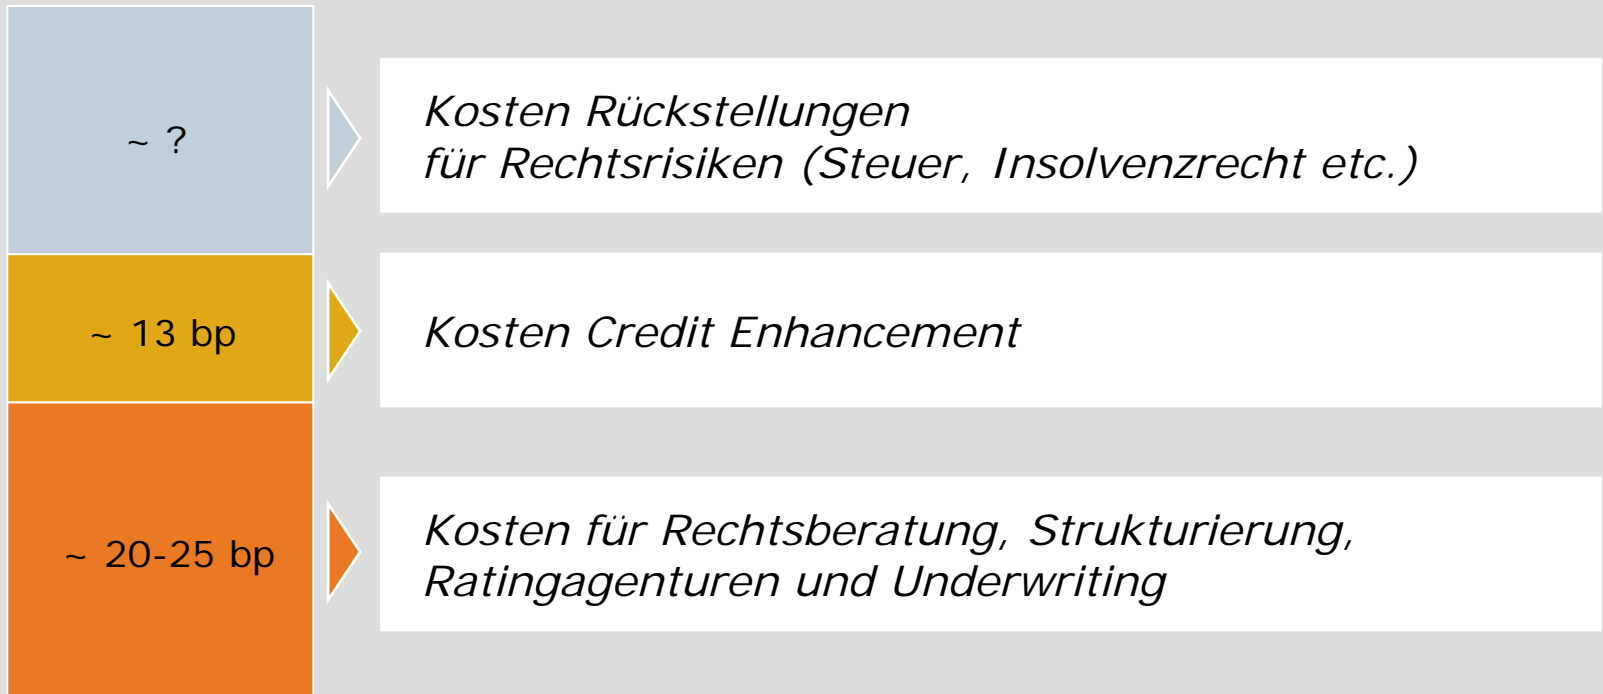 ~ ?
Kosten Rückstellungen
für Rechtsrisiken (Steuer, Insolvenzrecht etc.)
~ 13 bp
Kosten Credit Enhancement
~ 20-25 bp
Kosten für Rechtsberatung, Strukturierung,
Ratingagenturen und Underwriting